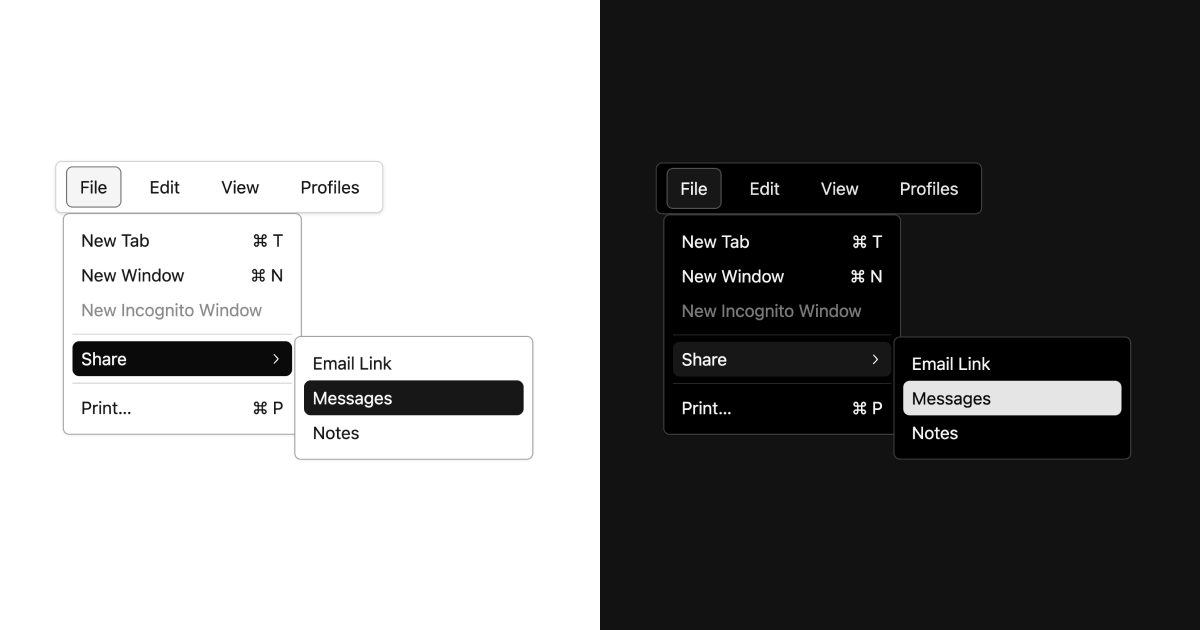 File Edit View Profiles
New Tab ⌘ T
New Window ⌘ N
New Incognito Window
Share
Print... ⌘ P
Email Link
Messages
Notes
File Edit View Profiles
New Tab ⌘ T
New Window ⌘ N
New Incognito Window
Share
Print... ⌘ P
Email Link
Messages
Notes